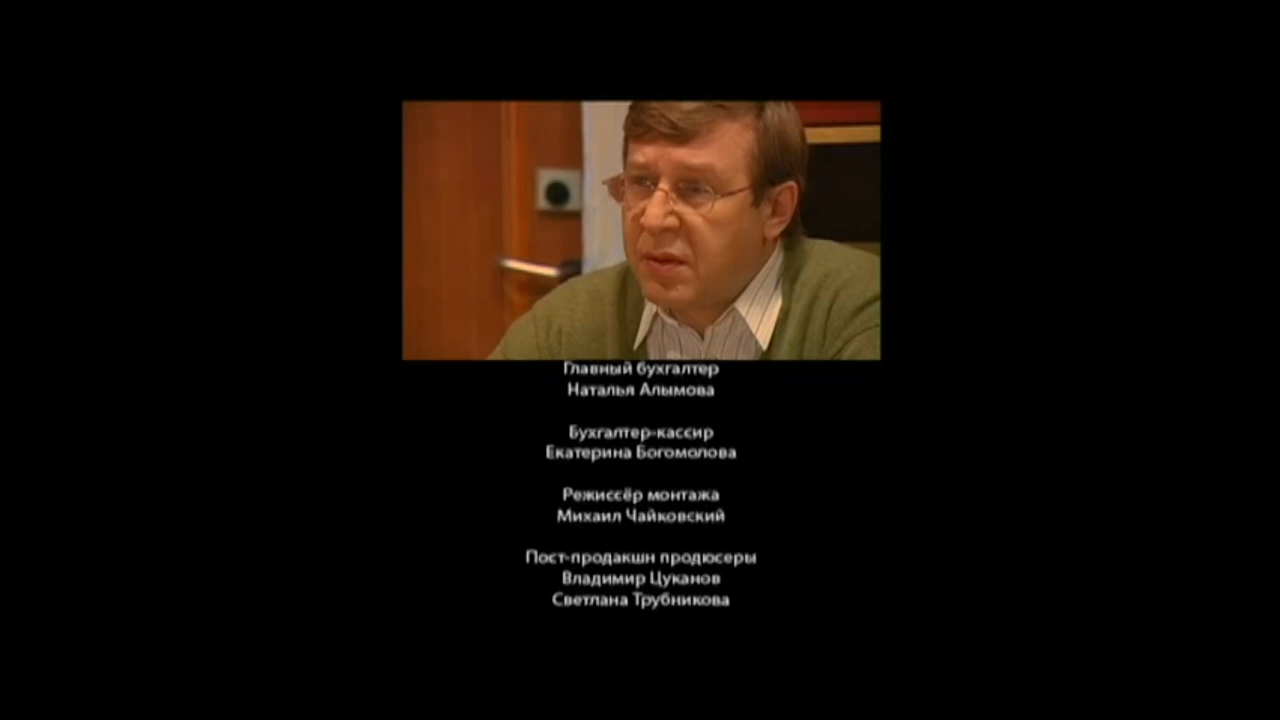 Главный бухгалтер
Наталья Алымова
Бухгалтер-кассир
Екатерина Богомолова
Режиссёр монтажа
Михаил Чайковский
Пост-продакшн продюсеры
Владимир Цуканов
Светлана Трубникова